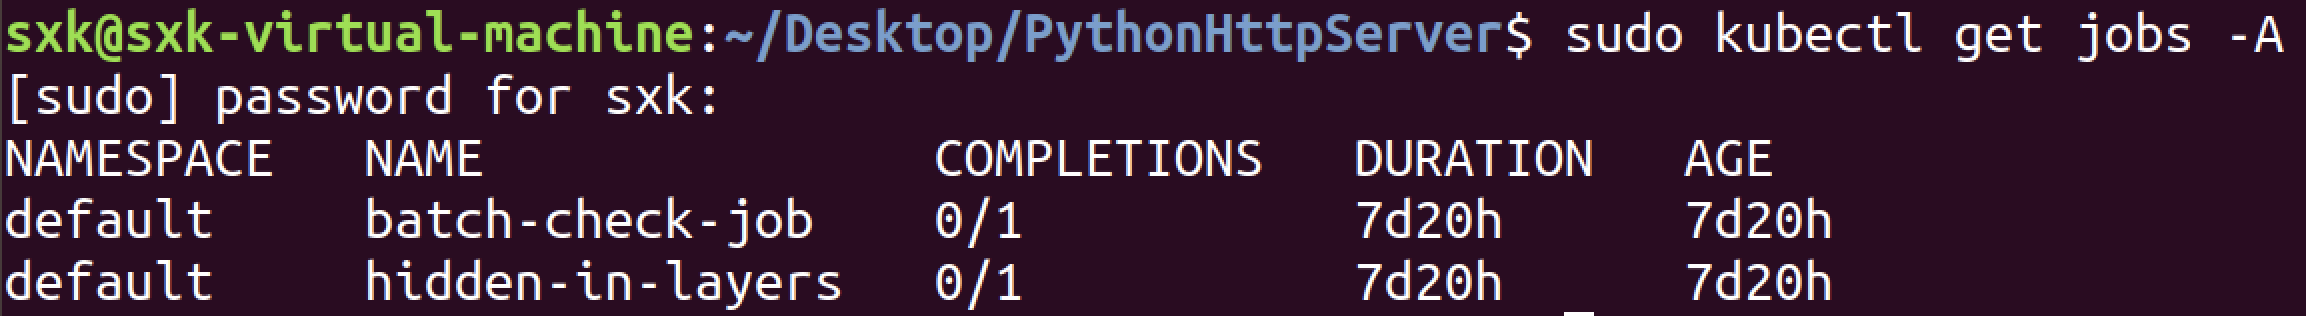 sxk@sxk-virtual-machine:~/Desktop/PythonHttpServer$ sudo kubectl get jobs -A
[sudo] password for sxk:
NAMESPACE   NAME               COMPLETIONS   DURATION   AGE
default     batch-check-job    0/1           7d20h      7d20h
default     hidden-in-layers   0/1           7d20h      7d20h